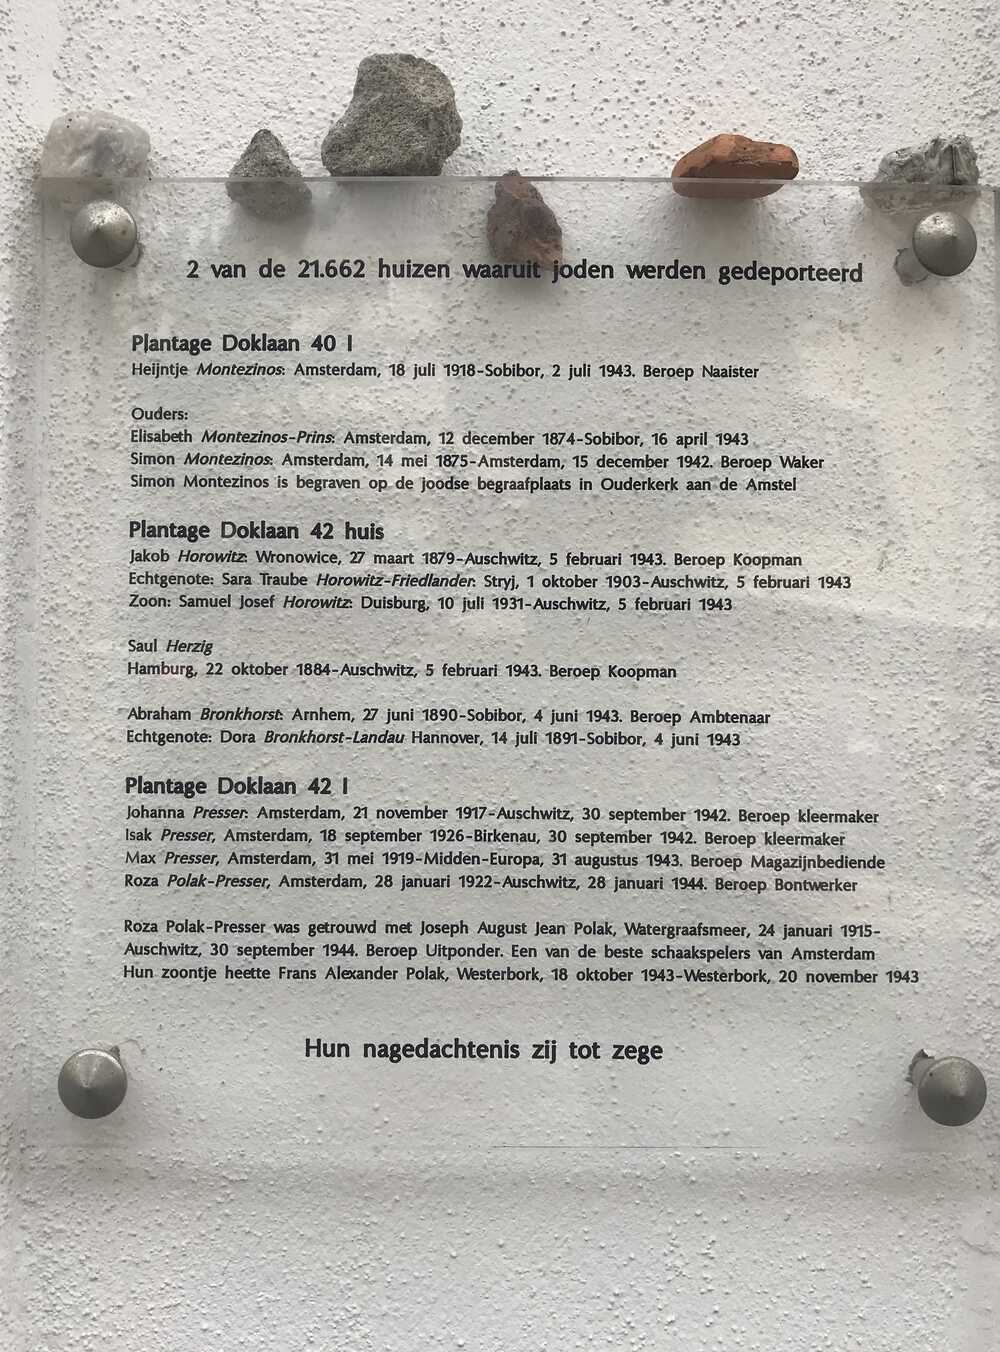 2 van de 21.662 huizen waaruit joden werden gedeporteerd
Plantage Doklaan 40 I
Heijntje Montezinos: Amsterdam, 18 juli 1918-Sobibor, 2 juli 1943. Beroep Naaister
Ouders:
Elisabeth Montezinos-Prins: Amsterdam, 12 december 1874-Sobibor, 16 april 1943
Simon Montezinos: Amsterdam, 14 mei 1875-Amsterdam, 15 december 1942. Beroep Waker
Simon Montezinos is begraven op de joodse begraafplaats in Ouderkerk aan de Amstel
Plantage Doklaan 42 huis
Jakob Horowitz: Wronowice, 27 maart 1879-Auschwitz, 5 februari 1943. Beroep Koopman
Echtgenote: Sara Traube Horowitz-Friedlander: Stryj, 1 oktober 1903-Auschwitz, 5 februari 1943
Zoon: Samuel Josef Horowitz: Duisburg, 10 juli 1931-Auschwitz, 5 februari 1943
Saul Herzig
Hamburg, 22 oktober 1884-Auschwitz, 5 februari 1943. Beroep Koopman
Abraham Bronkhorst: Arnhem, 27 juni 1890-Sobibor, 4 juni 1943. Beroep Ambtenaar
Echtgenote: Dora Bronkhorst-Landau Hannover, 14 juli 1891-Sobibor, 4 juni 1943
Plantage Doklaan 42 I
Johanna Presser: Amsterdam, 21 november 1917-Auschwitz, 30 september 1942. Beroep kleermaker
Isak Presser, Amsterdam, 18 september 1926-Birkenau, 30 september 1942. Beroep kleermaker
Max Presser, Amsterdam, 31 mei 1919-Midden-Europa, 31 augustus 1943. Beroep Magazijnbediende
Roza Polak-Presser, Amsterdam, 28 januari 1922-Auschwitz, 28 januari 1944. Beroep Bontwerker
Roza Polak-Presser was getrouwd met Joseph August Jean Polak, Watergraafsmeer, 24 januari 1915-
Auschwitz, 30 september 1944. Beroep Uitponder. Een van de beste schaakspelers van Amsterdam
Hun zoontje heette Frans Alexander Polak, Westerbork, 18 oktober 1943-Westerbork, 20 november 1943
Hun nagedachtenis zij tot zege